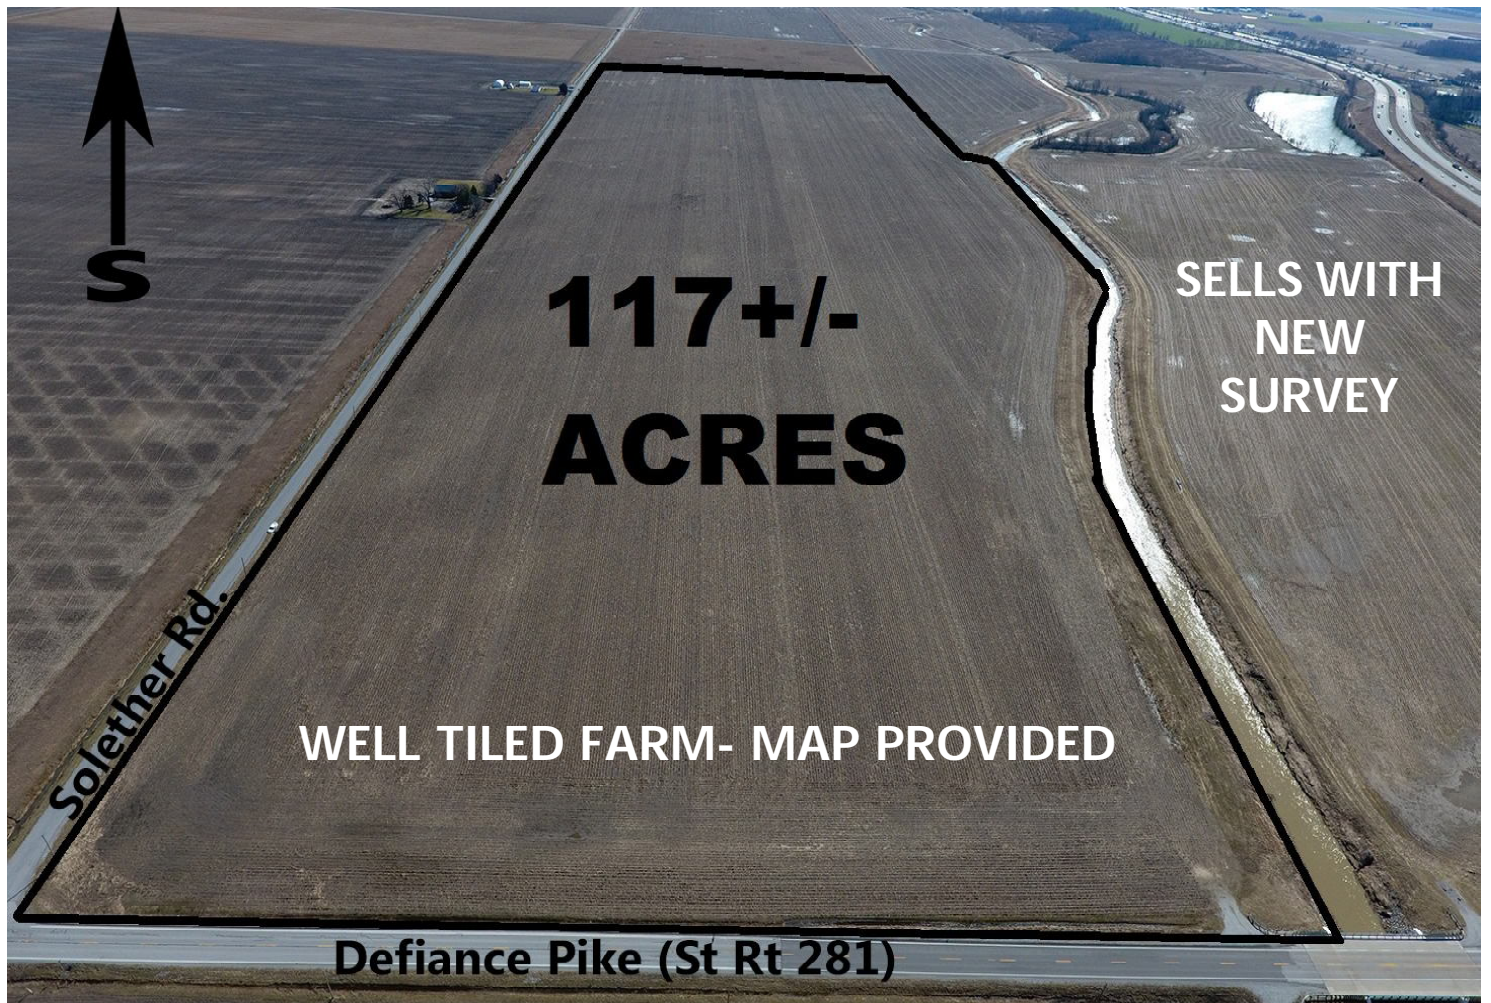 S
117+/-
ACRES
SELLS WITH
NEW
SURVEY
Solether Rd.
WELL TILED FARM- MAP PROVIDED
Defiance Pike (St Rt 281)